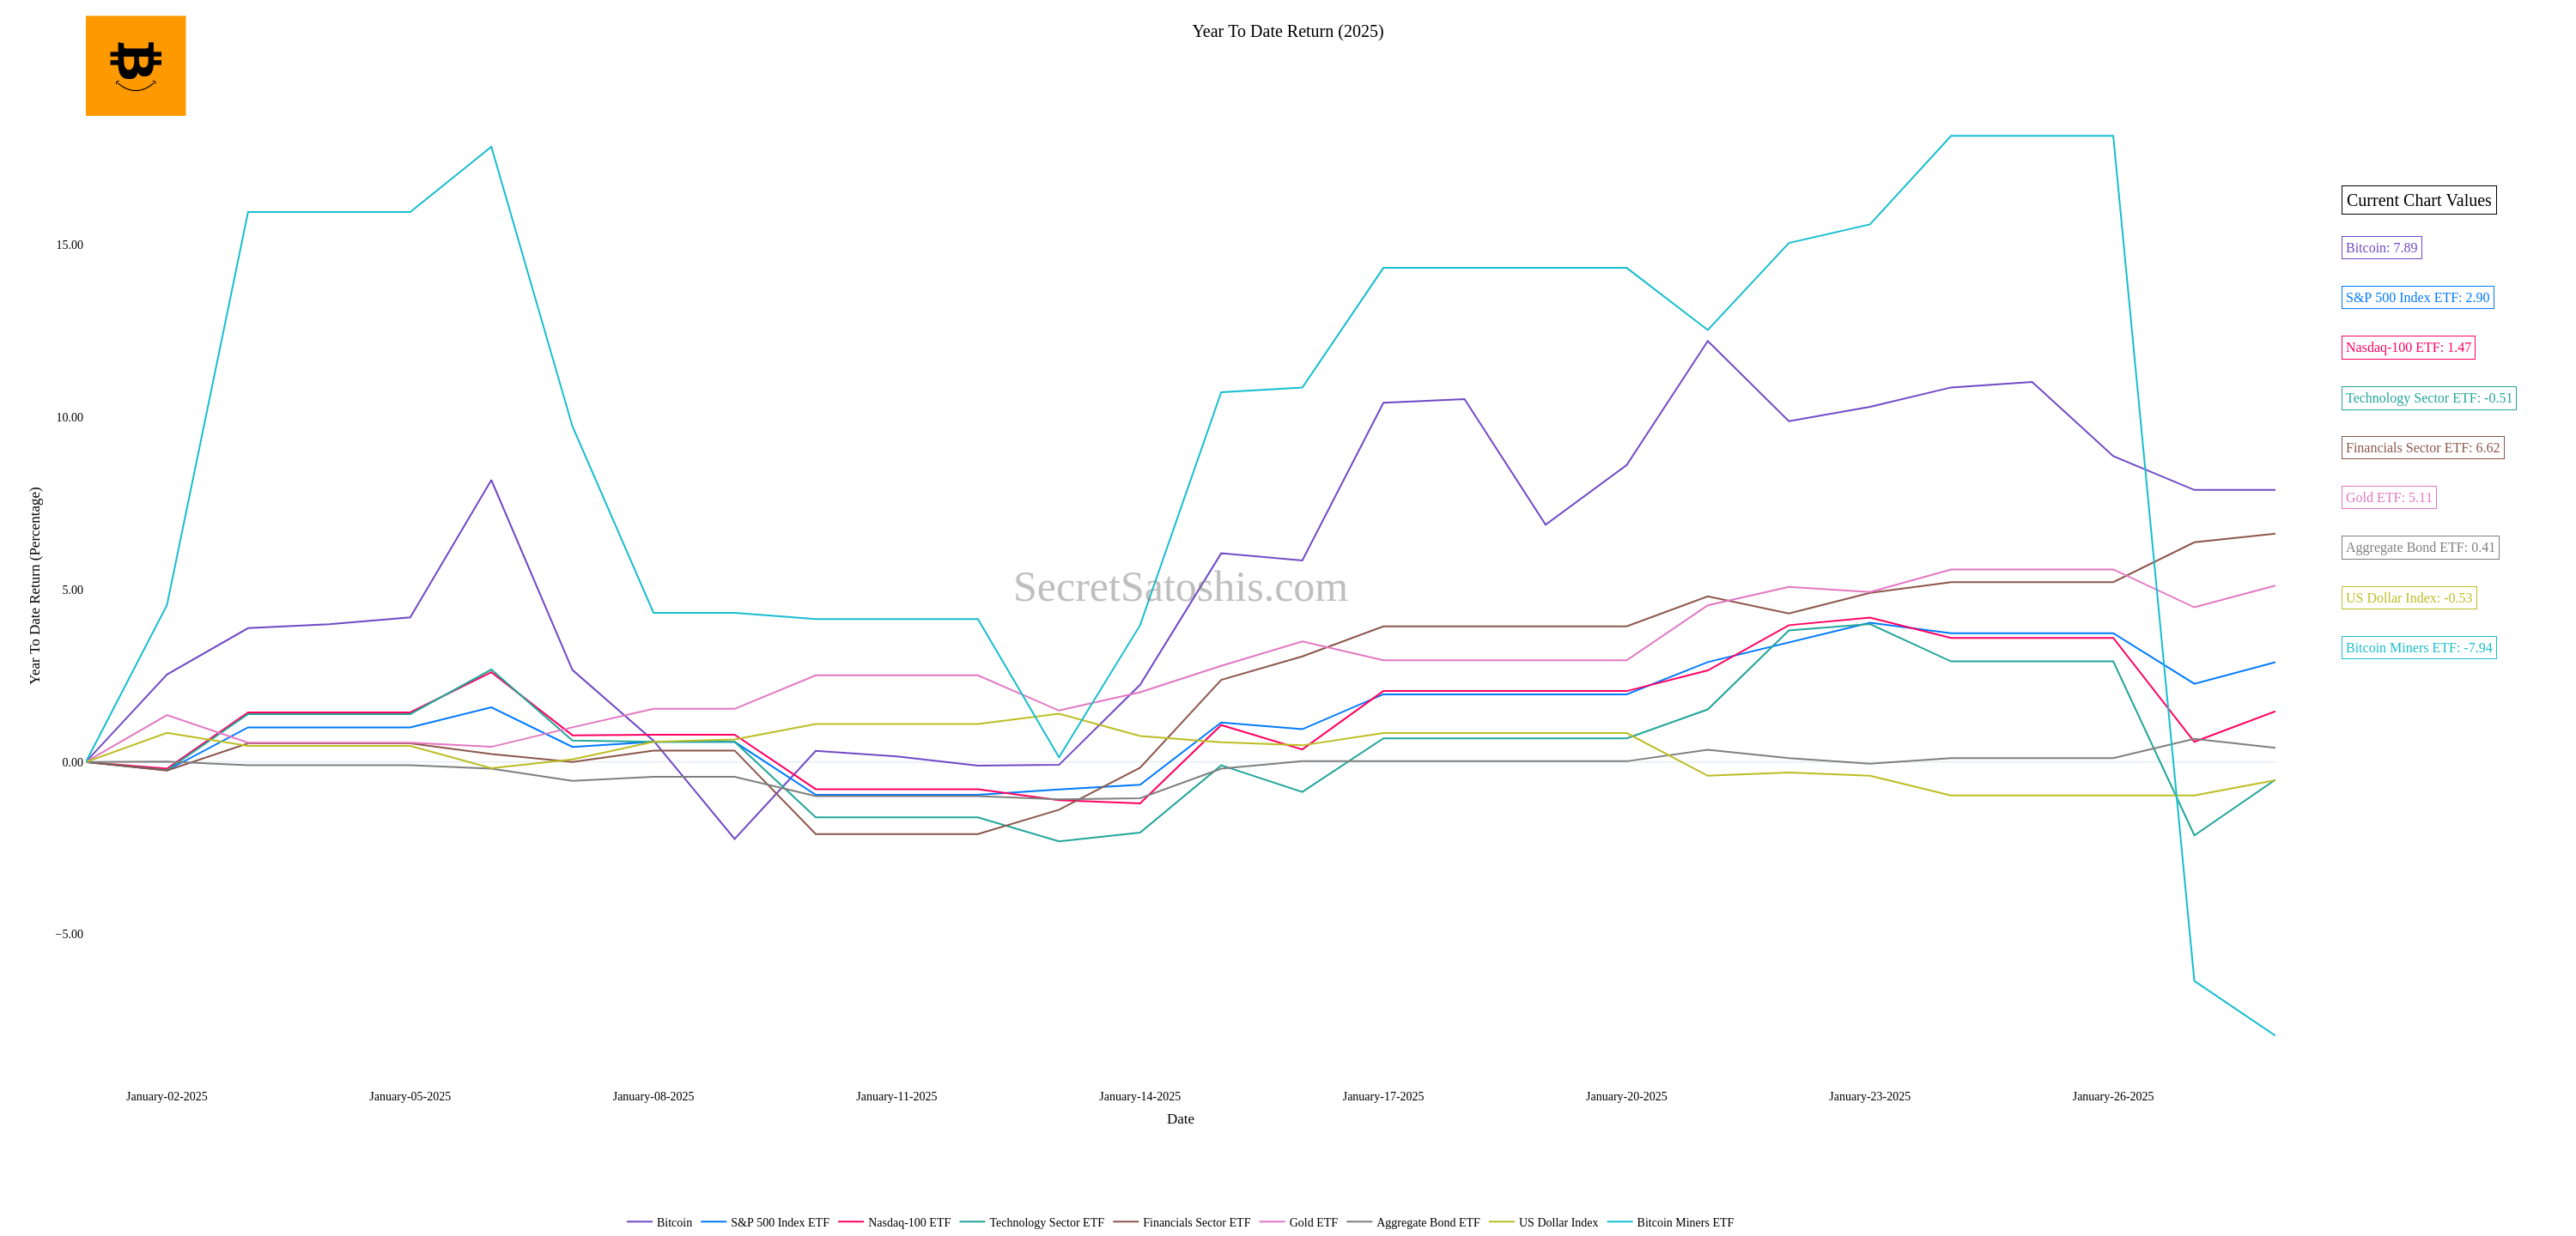 Year To Date Return (2025)
Current Chart Values
Bitcoin: 7.89
S&P 500 Index ETF: 2.90
Nasdaq-100 ETF: 1.47
Technology Sector ETF: -0.51
Financials Sector ETF: 6.62
Gold ETF: 5.11
Aggregate Bond ETF: 0.41
US Dollar Index: -0.53
Bitcoin Miners ETF: -7.94
Year To Date Return (Percentage)
15.00
10.00
5.00
0.00
−5.00
SecretSatoshis.com
January-02-2025 January-05-2025 January-08-2025 January-11-2025 January-14-2025 January-17-2025 January-20-2025 January-23-2025 January-26-2025
Date
Bitcoin S&P 500 Index ETF Nasdaq-100 ETF Technology Sector ETF Financials Sector ETF Gold ETF Aggregate Bond ETF US Dollar Index Bitcoin Miners ETF